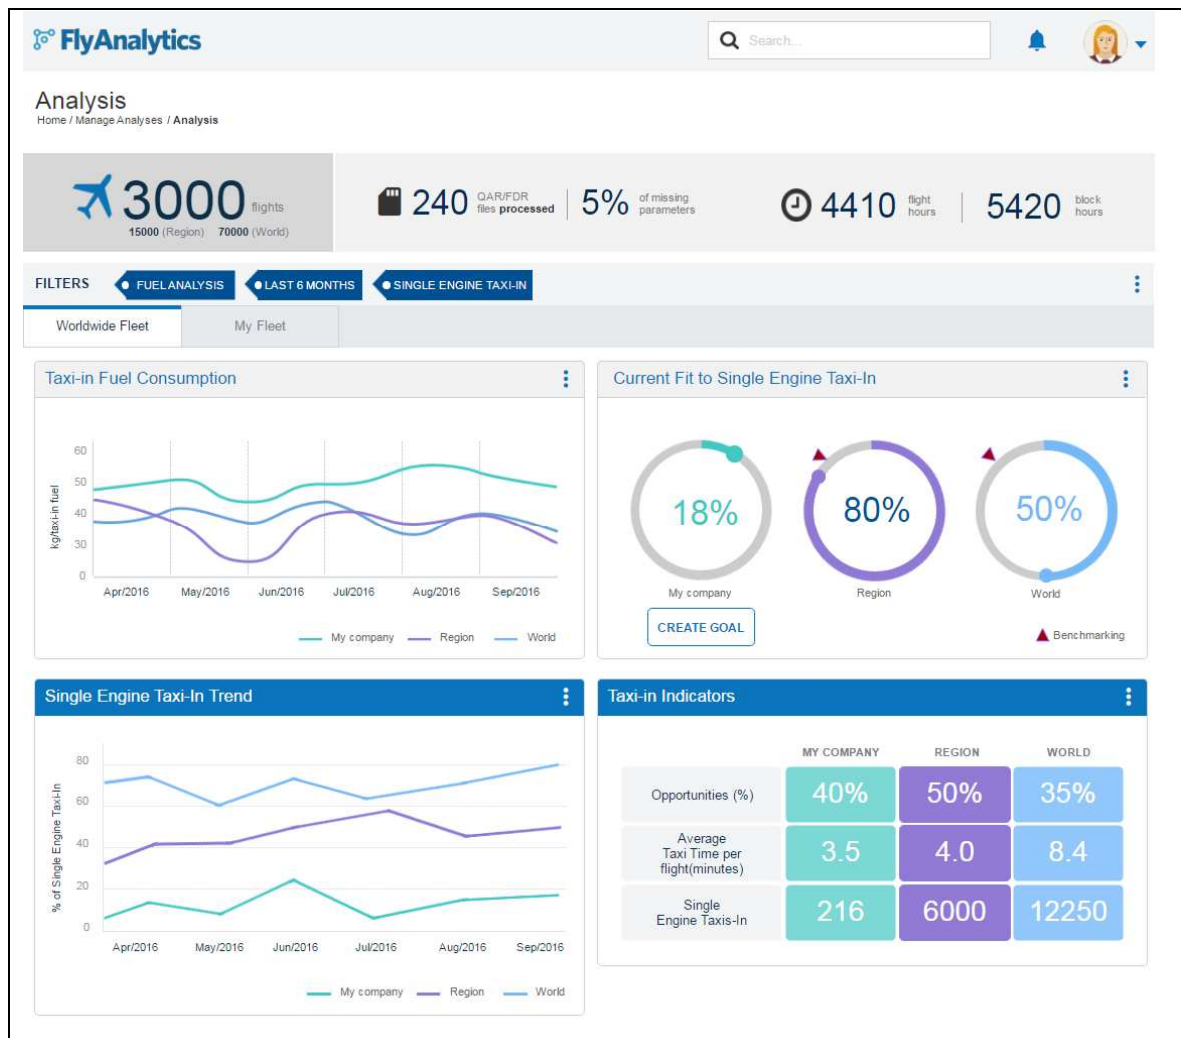 FlyAnalytics
Search...
Analysis
Home / Manage Analyses / Analysis
3000 flights
15000 (Region) 70000 (World)
240 QAR/FDR
files processed
5% of missing
parameters
4410 flight
hours
5420 block
hours
FILTERS FUEL ANALYSIS LAST 6 MONTHS SINGLE ENGINE TAXI-IN
Worldwide Fleet My Fleet
Taxi-in Fuel Consumption
kg/taxi-in fuel
60
50
40
30
0
Apr/2016 May/2016 Jun/2016 Jul/2016 Aug/2016 Sep/2016
My company Region World
Current Fit to Single Engine Taxi-In
18% 80% 50%
My company Region World
CREATE GOAL
Benchmarking
Single Engine Taxi-In Trend
% of Single Engine Taxi-In
80
60
40
20
0
Apr/2016 May/2016 Jun/2016 Jul/2016 Aug/2016 Sep/2016
My company Region World
Taxi-in Indicators
MY COMPANY REGION WORLD
Opportunities (%) 40% 50% 35%
Average
Taxi Time per
flight(minutes)
3.5 4.0 8.4
Single
Engine Taxis-In
216 6000 12250